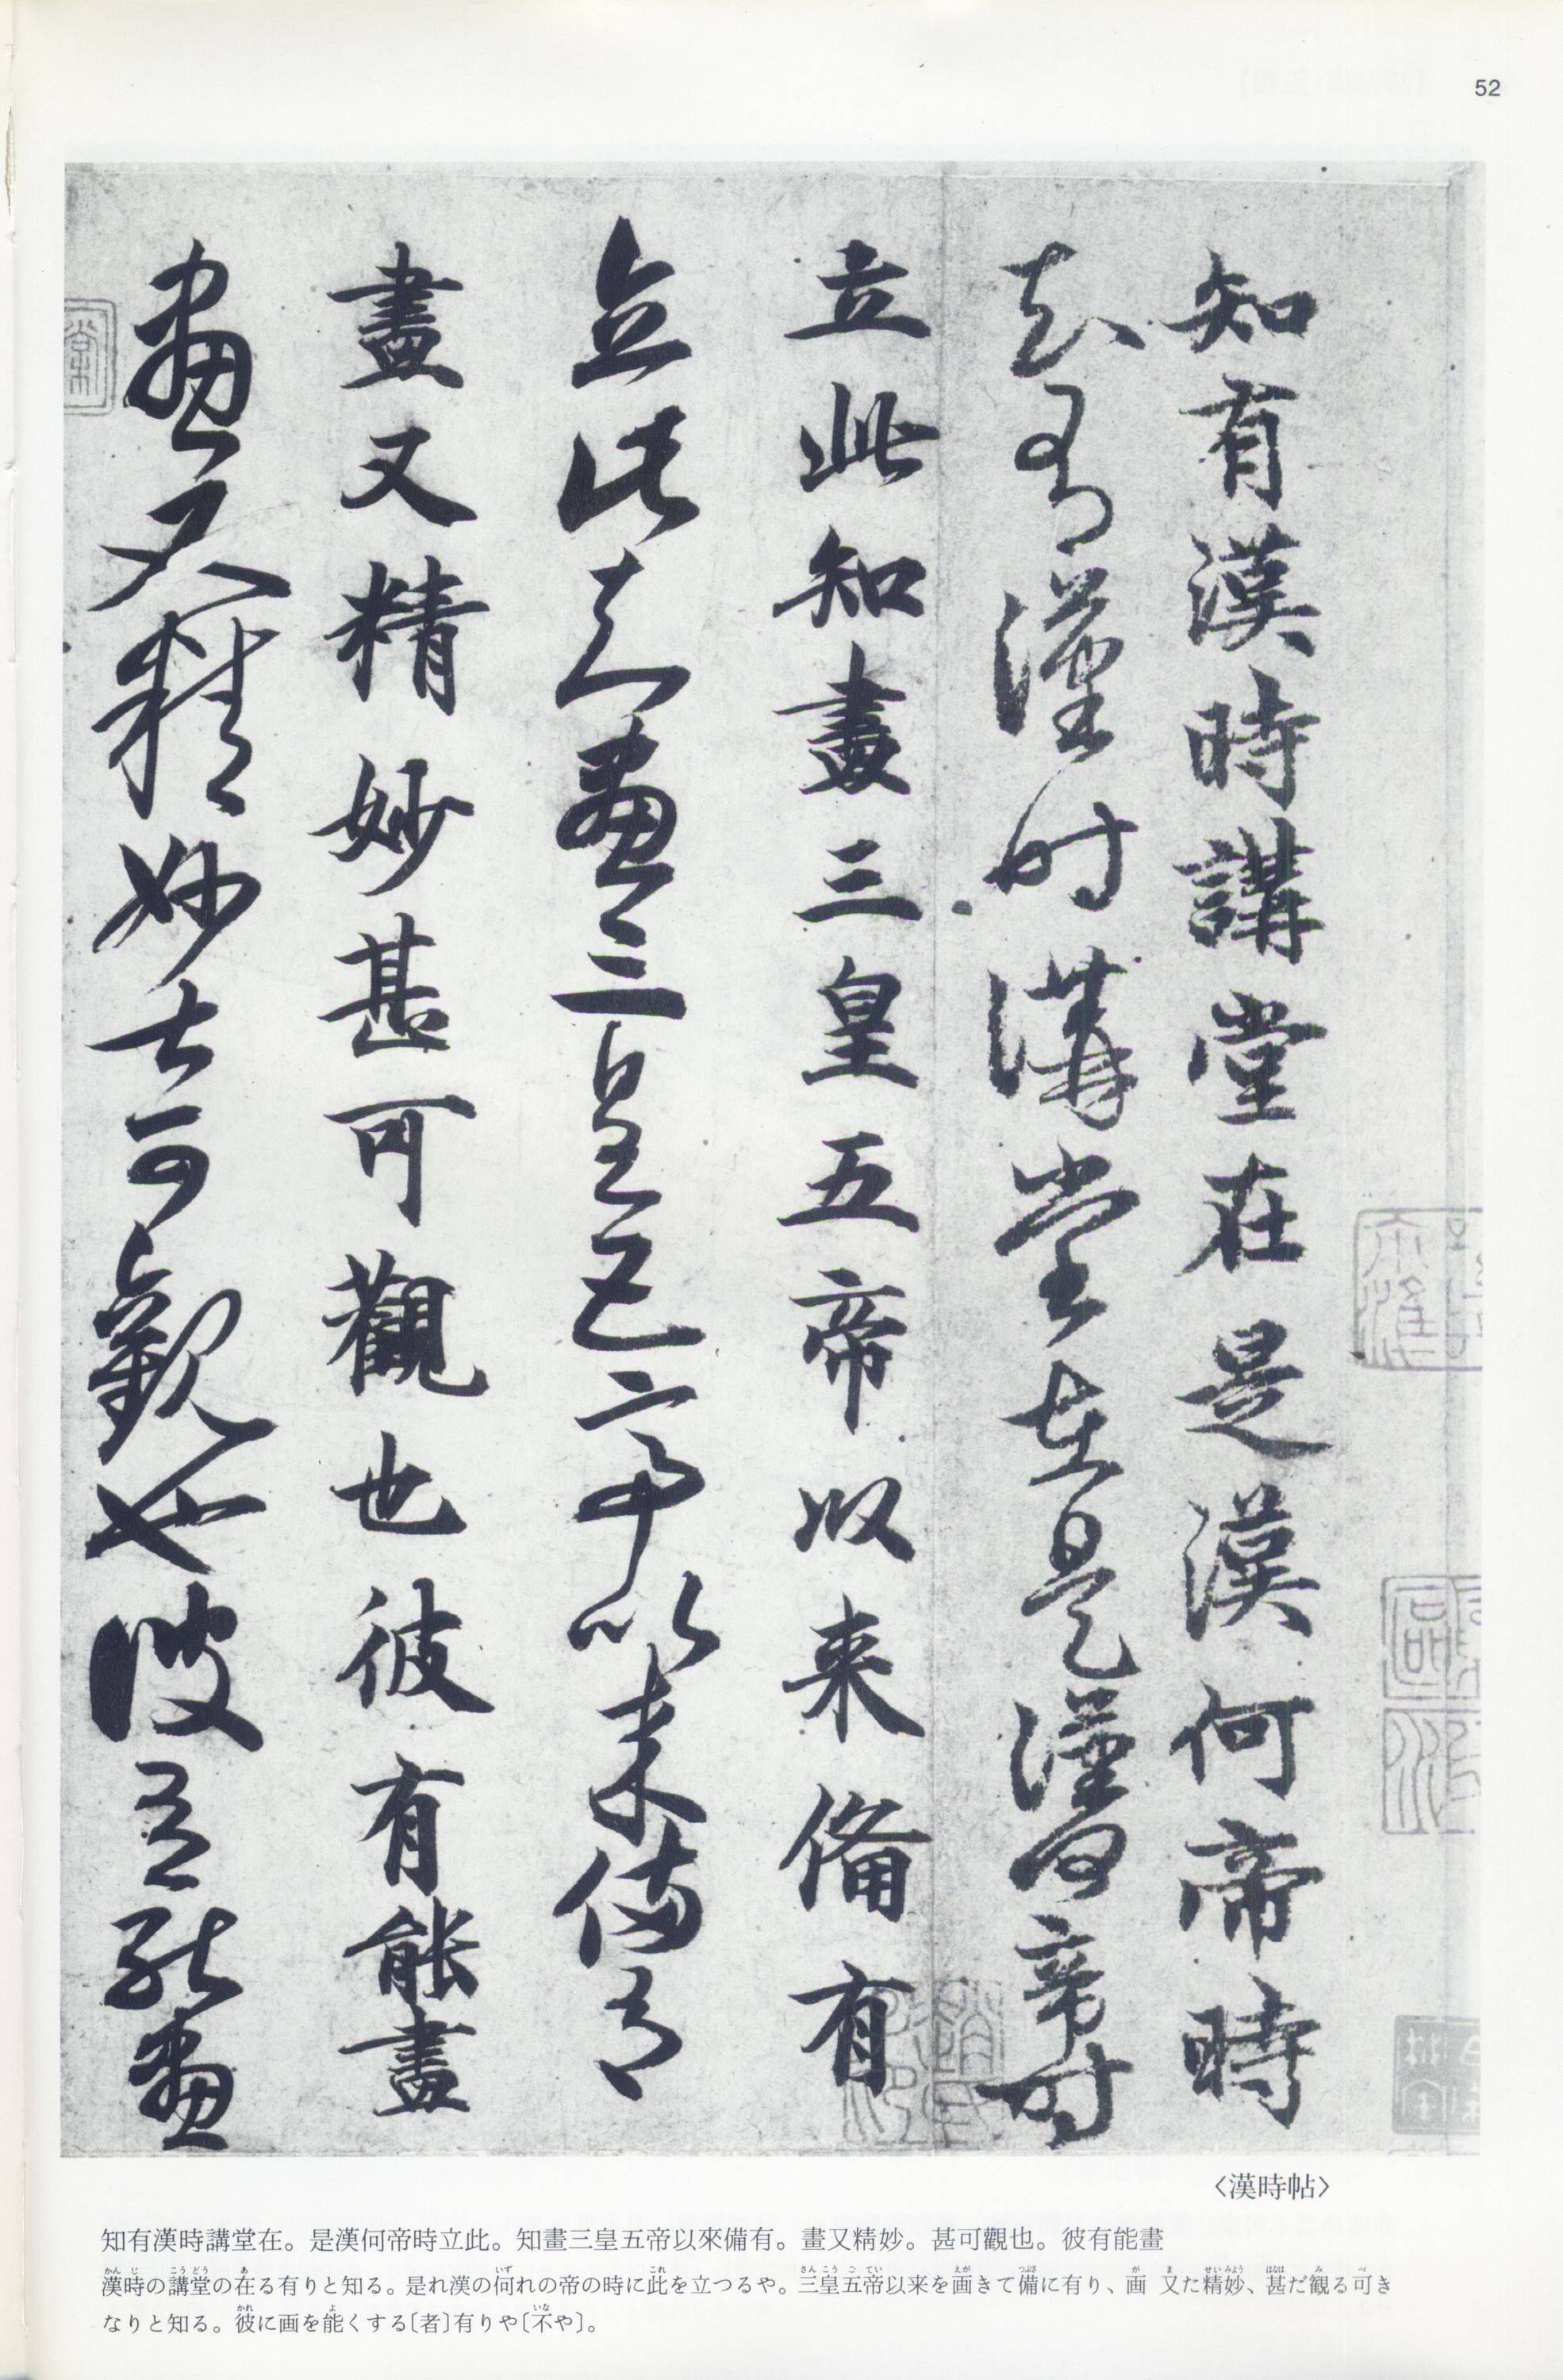 52
知有漢時講堂在是漢何帝時
知有漢時講堂在是漢何帝時
立此知畫三皇五帝以来備有
立此知畫三皇五帝以来備有
畫又精妙甚可觀也彼有能畫
畫又精妙甚可觀也彼有能畫
〈漢時帖〉
知有漢時講堂在。是漢何帝時立此。知畫三皇五帝以來備有。畫又精妙。甚可觀也。彼有能畫
漢時の講堂の在る有りと知る。是れ漢の何れの帝の時に此を立つるや。三皇五帝以来を画きて備に有り、画又た精妙、甚だ観る可き
なりと知る。彼に画を能くする〔者〕有りや〔不や〕。